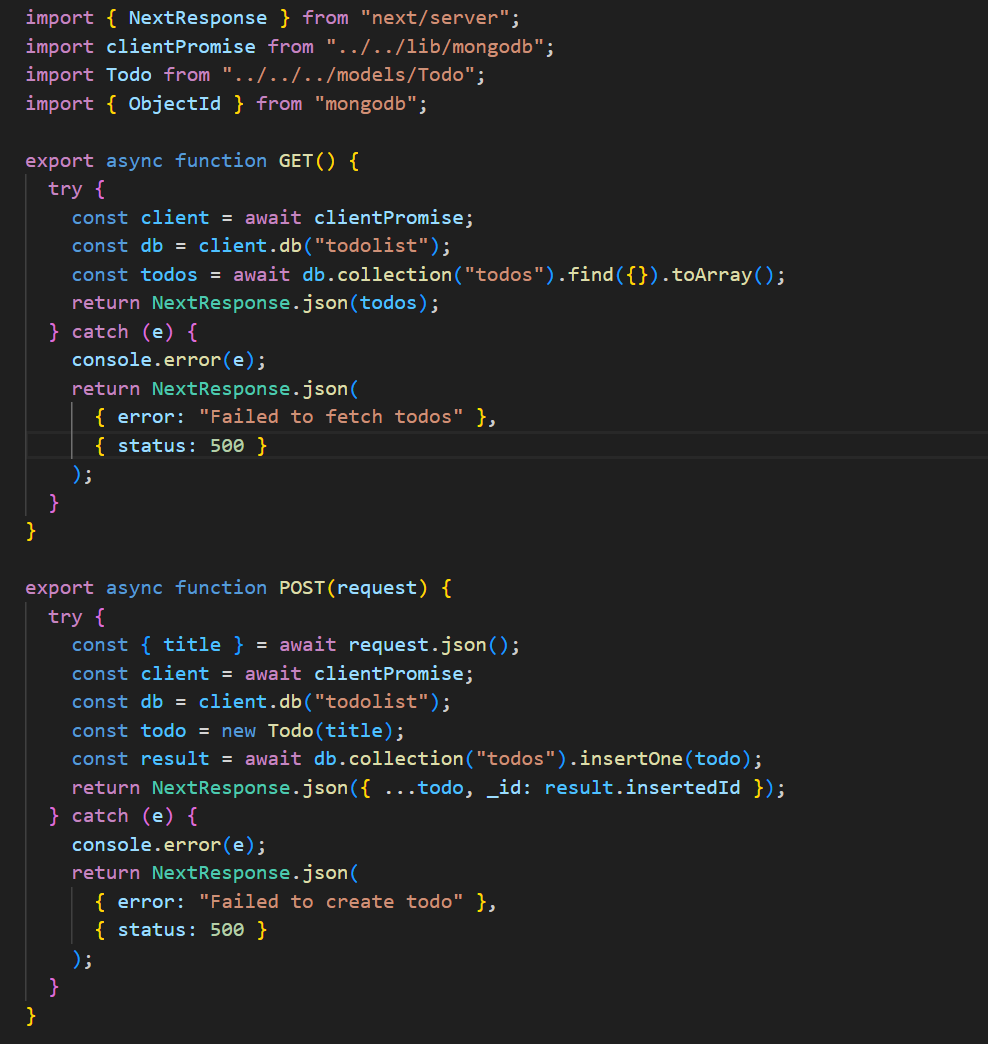 import { NextResponse } from "next/server";
import clientPromise from "../../lib/mongodb";
import Todo from "../../../models/Todo";
import { ObjectId } from "mongodb";

export async function GET() {
  try {
    const client = await clientPromise;
    const db = client.db("todolist");
    const todos = await db.collection("todos").find({}).toArray();
    return NextResponse.json(todos);
  } catch (e) {
    console.error(e);
    return NextResponse.json(
      { error: "Failed to fetch todos" },
      { status: 500 }
    );
  }
}

export async function POST(request) {
  try {
    const { title } = await request.json();
    const client = await clientPromise;
    const db = client.db("todolist");
    const todo = new Todo(title);
    const result = await db.collection("todos").insertOne(todo);
    return NextResponse.json({ ...todo, _id: result.insertedId });
  } catch (e) {
    console.error(e);
    return NextResponse.json(
      { error: "Failed to create todo" },
      { status: 500 }
    );
  }
}